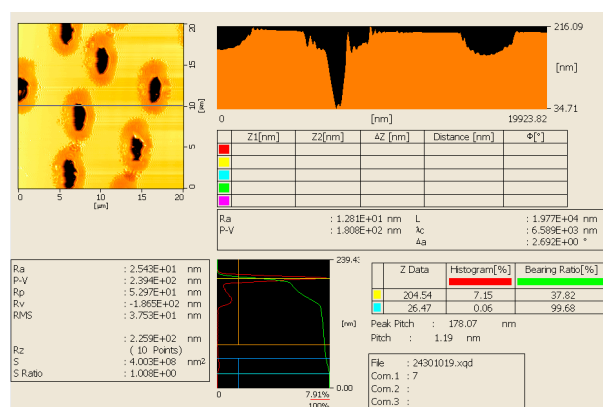 216.09
[nm]
34.71
0 [nm] 19923.82
20
15
10
5
0
[μm]
0 5 10 15 20
[μm]
Z1[nm] Z2[nm] ΔZ [nm] Distance [nm] Φ[°]
Ra : 1.281E+01 nm L : 1.977E+04 nm
P-V : 1.808E+02 nm λc : 6.589E+03 nm
Δa : 2.692E+00 °
Ra : 2.543E+01 nm
P-V : 2.394E+02 nm
Rp : 5.297E+01 nm
Rv : -1.865E+02 nm
RMS : 3.753E+01 nm
: 2.259E+02 nm
Rz ( 10 Points)
S : 4.003E+08 nm2
S Ratio : 1.008E+00
239.43
[nm]
0.00
0 7.91%
100%
Z Data Histogram[%] Bearing Ratio[%]
204.54 7.15 37.82
26.47 0.06 99.68
Peak Pitch : 178.07 nm
Pitch : 1.19 nm
File : 24301019.xqd
Com.1 : 7
Com.2 :
Com.3 :